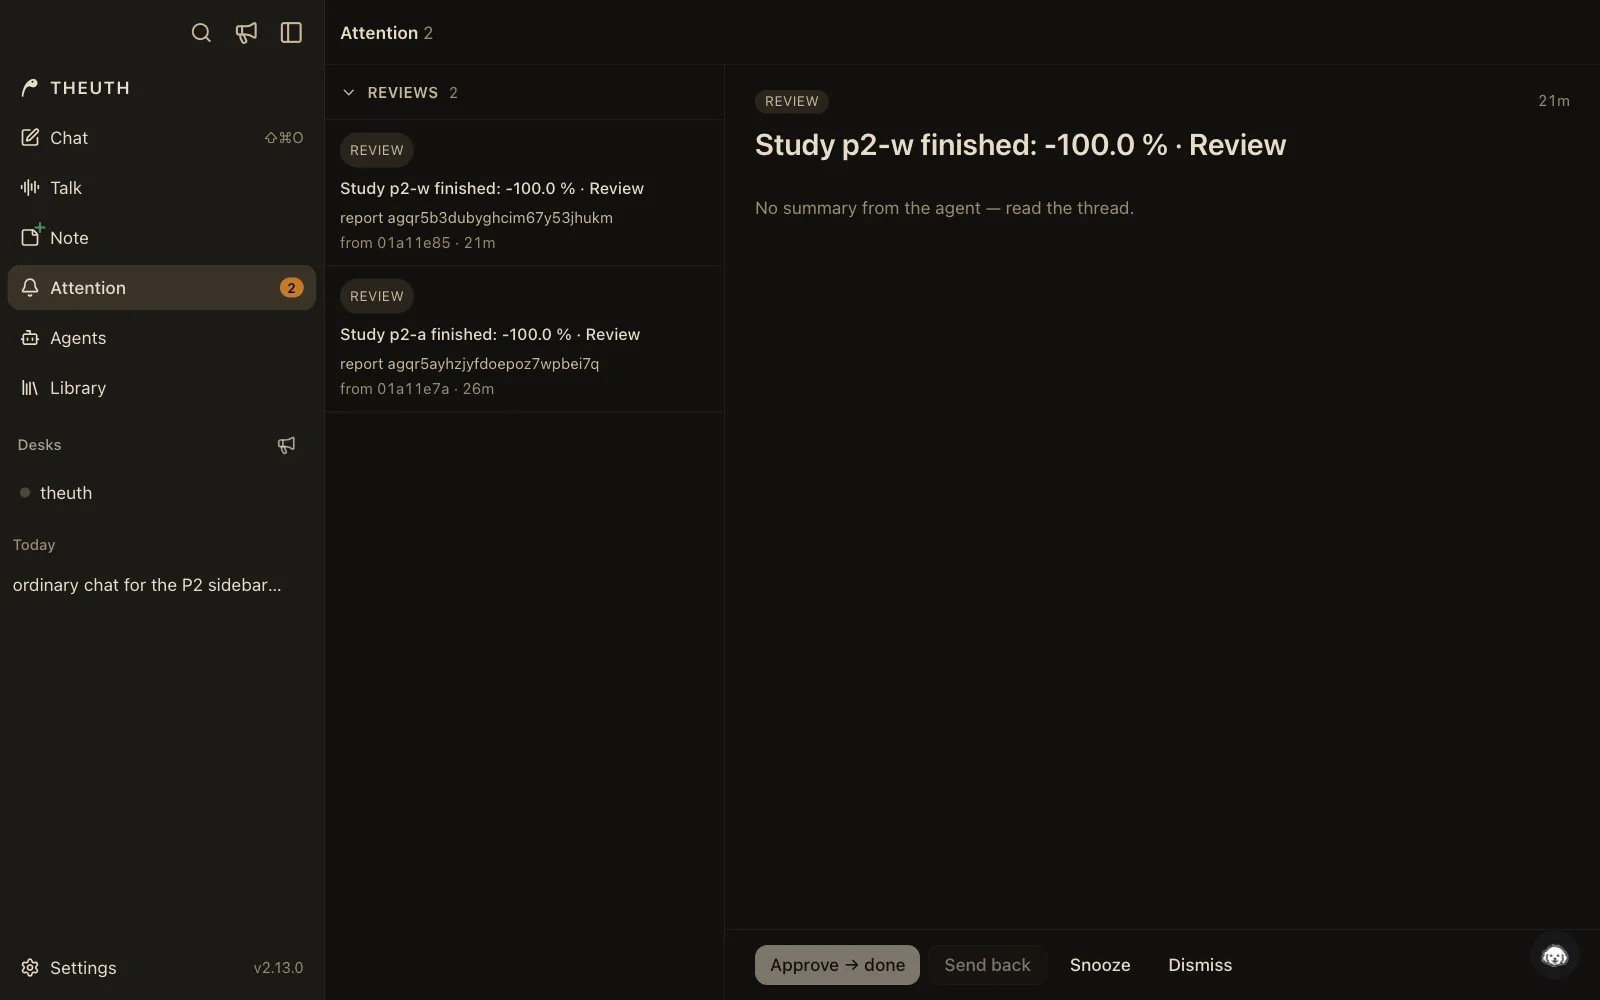 THEUTH
Chat ⇧⌘O
Talk
Note
Attention 2
Agents
Library
Desks
theuth
Today
ordinary chat for the P2 sidebar...
Settings v2.13.0
Attention 2
REVIEWS 2
REVIEW
Study p2-w finished: -100.0 % · Review
report agqr5b3dubyghcim67y53jhukm
from 01a11e85 · 21m
REVIEW
Study p2-a finished: -100.0 % · Review
report agqr5ayhzjyfdoepoz7wpbei7q
from 01a11e7a · 26m
REVIEW 21m
Study p2-w finished: -100.0 % · Review
No summary from the agent — read the thread.
Approve → done Send back Snooze Dismiss